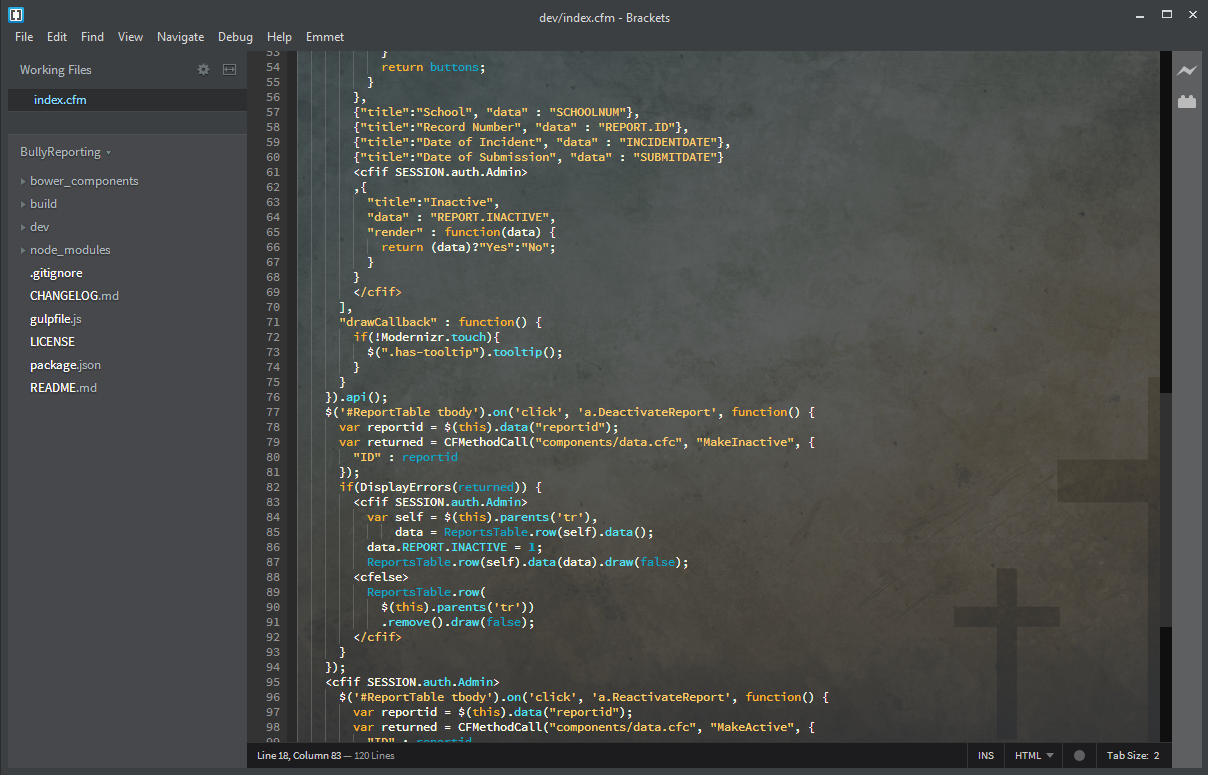 dev/index.cfm - Brackets
File Edit Find View Navigate Debug Help Emmet
Working Files
index.cfm
BullyReporting
bower_components
build
dev
node_modules
.gitignore
CHANGELOG.md
gulpfile.js
LICENSE
package.json
README.md
53 }
54 return buttons;
55 }
56 },
57 {"title":"School", "data" : "SCHOOLNUM"},
58 {"title":"Record Number", "data" : "REPORT.ID"},
59 {"title":"Date of Incident", "data" : "INCIDENTDATE"},
60 {"title":"Date of Submission", "data" : "SUBMITDATE"}
61 <cfif SESSION.auth.Admin>
62 ,{
63 "title":"Inactive",
64 "data" : "REPORT.INACTIVE",
65 "render" : function(data) {
66 return (data)?"Yes":"No";
67 }
68 }
69 </cfif>
70 ],
71 "drawCallback" : function() {
72 if(!Modernizr.touch){
73 $(".has-tooltip").tooltip();
74 }
75 }
76 }).api();
77 $('#ReportTable tbody').on('click', 'a.DeactivateReport', function() {
78 var reportid = $(this).data("reportid");
79 var returned = CFMethodCall("components/data.cfc", "MakeInactive", {
80 "ID" : reportid
81 });
82 if(DisplayErrors(returned)) {
83 <cfif SESSION.auth.Admin>
84 var self = $(this).parents('tr'),
85 data = ReportsTable.row(self).data();
86 data.REPORT.INACTIVE = 1;
87 ReportsTable.row(self).data(data).draw(false);
88 <cfelse>
89 ReportsTable.row(
90 $(this).parents('tr'))
91 .remove().draw(false);
92 </cfif>
93 }
94 });
95 <cfif SESSION.auth.Admin>
96 $('#ReportTable tbody').on('click', 'a.ReactivateReport', function() {
97 var reportid = $(this).data("reportid");
98 var returned = CFMethodCall("components/data.cfc", "MakeActive", {
99 "ID" : reportid
Line 18, Column 83 — 120 Lines
INS HTML Tab Size: 2